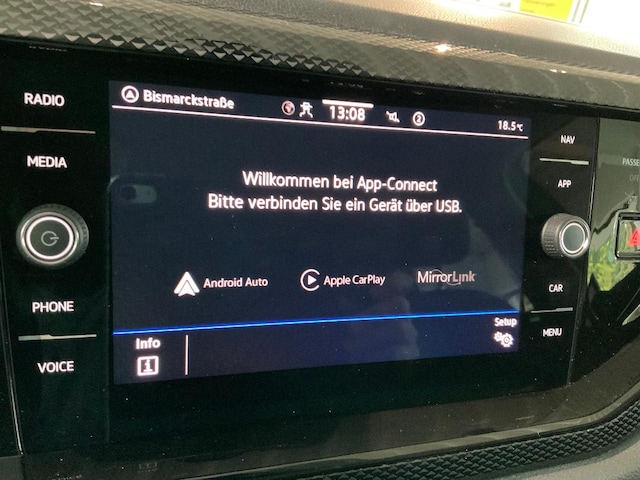 RADIO
MEDIA
PHONE
VOICE
Bismarckstraße
13:08
2
18.5°C
Willkommen bei App-Connect
Bitte verbinden Sie ein Gerät über USB.
Android Auto
Apple CarPlay
MirrorLink
Info
Setup
NAV
APP
CAR
MENU